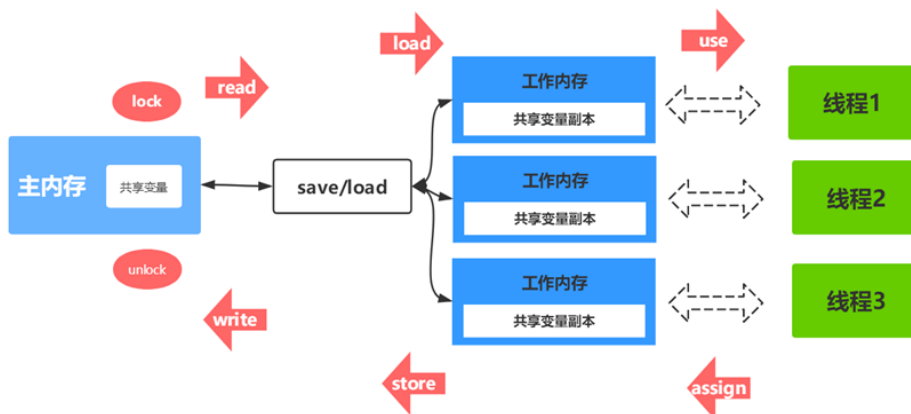 load
use
read
lock
主内存
共享变量
unlock
save/load
工作内存
共享变量副本
工作内存
共享变量副本
工作内存
共享变量副本
线程1
线程2
线程3
write
store
assign